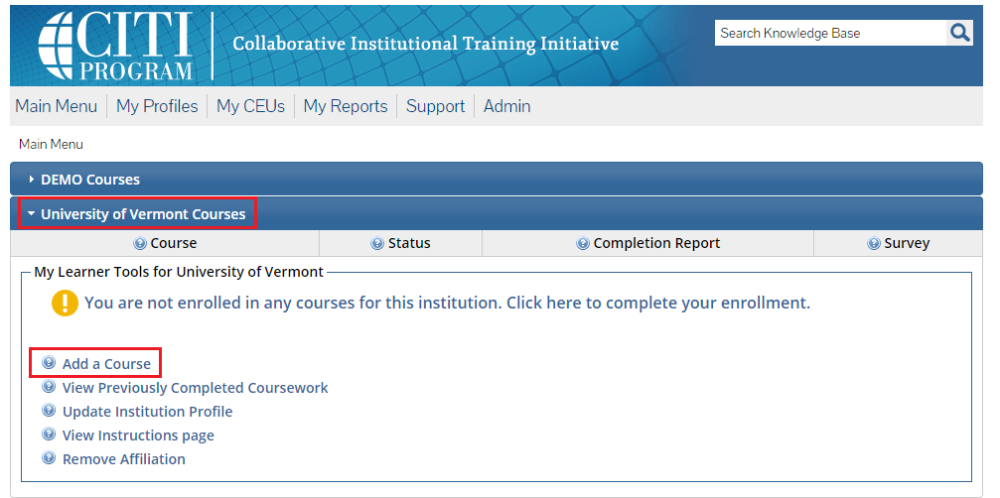 CITI
PROGRAM
Collaborative Institutional Training Initiative
Search Knowledge Base
Main Menu My Profiles My CEUs My Reports Support Admin
Main Menu
DEMO Courses
University of Vermont Courses
Course Status Completion Report Survey
My Learner Tools for University of Vermont
You are not enrolled in any courses for this institution. Click here to complete your enrollment.
Add a Course
View Previously Completed Coursework
Update Institution Profile
View Instructions page
Remove Affiliation